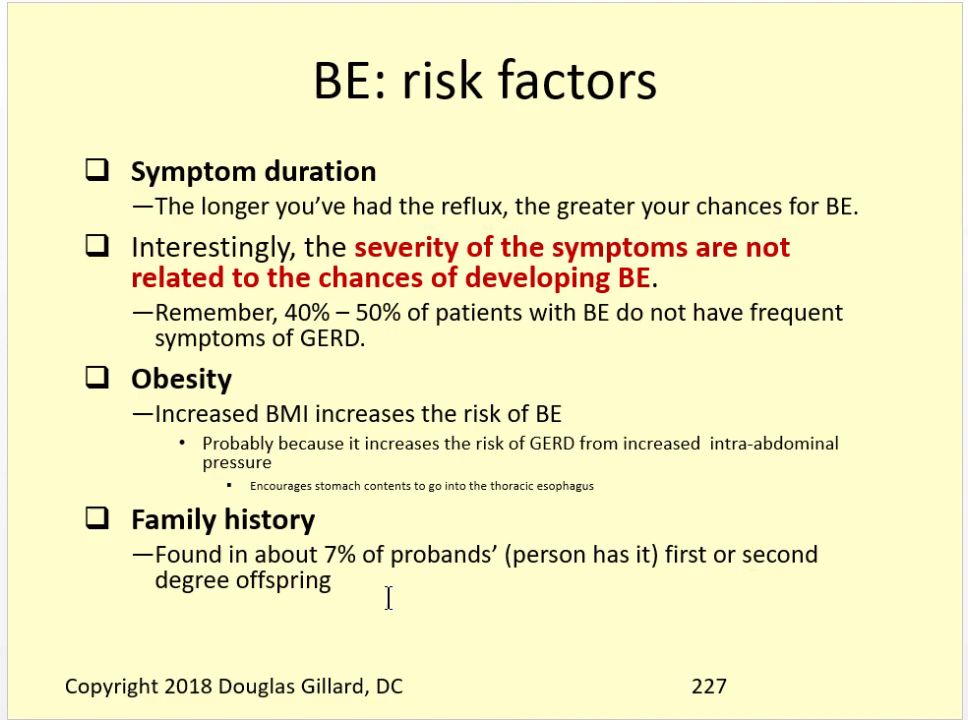 BE: risk factors
❑ Symptom duration
—The longer you’ve had the reflux, the greater your chances for BE.
❑ Interestingly, the severity of the symptoms are not
related to the chances of developing BE.
—Remember, 40% – 50% of patients with BE do not have frequent
symptoms of GERD.
❑ Obesity
—Increased BMI increases the risk of BE
• Probably because it increases the risk of GERD from increased intra-abdominal
pressure
▪ Encourages stomach contents to go into the thoracic esophagus
❑ Family history
—Found in about 7% of probands’ (person has it) first or second
degree offspring
Copyright 2018 Douglas Gillard, DC 227